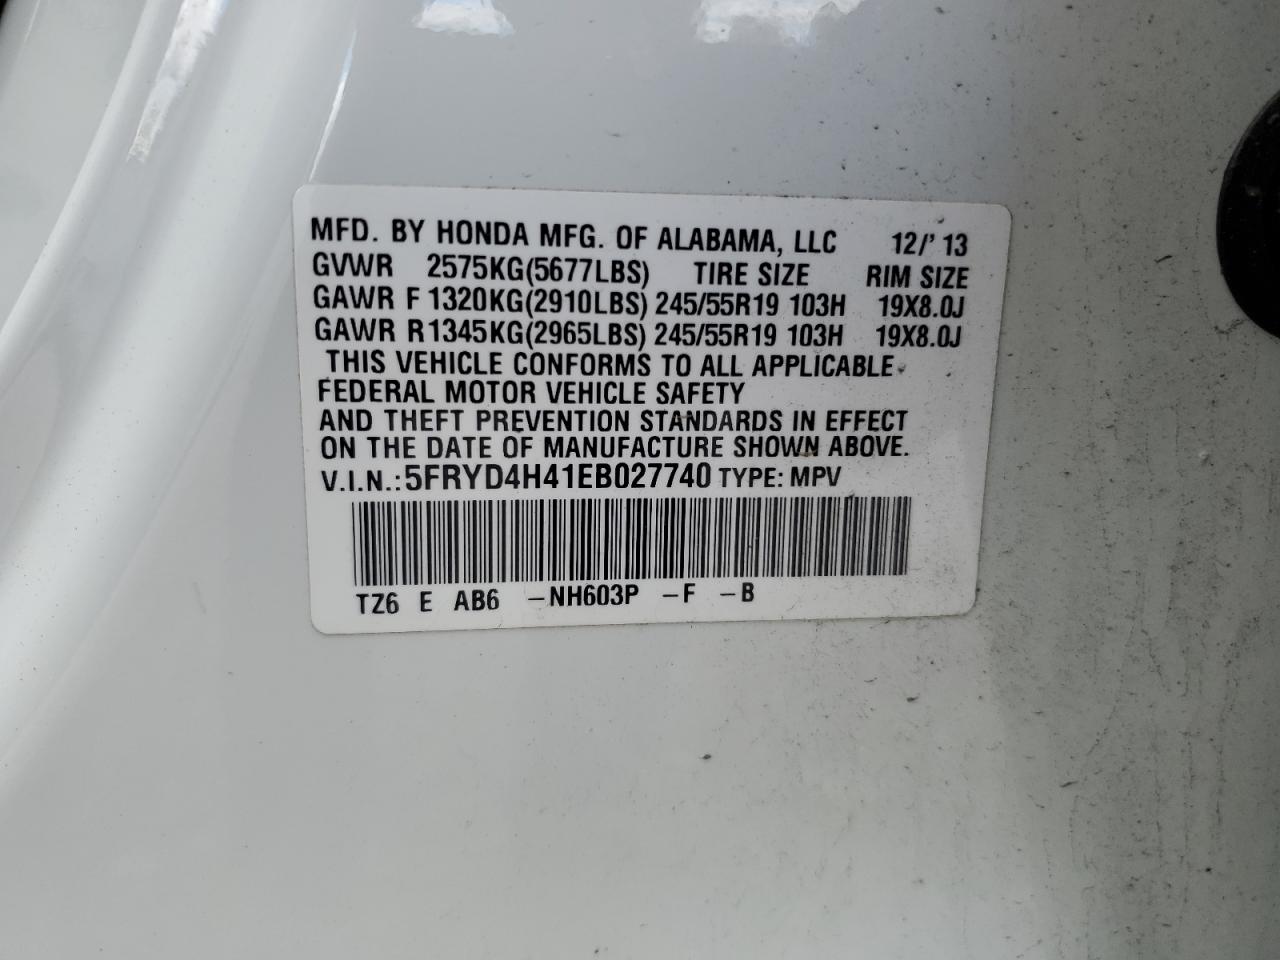 MFD. BY HONDA MFG. OF ALABAMA, LLC 12/'13
GVWR 2575KG(5677LBS) TIRE SIZE RIM SIZE
GAWR F 1320KG(2910LBS) 245/55R19 103H 19X8.0J
GAWR R1345KG(2965LBS) 245/55R19 103H 19X8.0J
THIS VEHICLE CONFORMS TO ALL APPLICABLE
FEDERAL MOTOR VEHICLE SAFETY
AND THEFT PREVENTION STANDARDS IN EFFECT
ON THE DATE OF MANUFACTURE SHOWN ABOVE.
V.I.N.:5FRYD4H41EB027740 TYPE: MPV
TZ6 E AB6 -NH603P -F -B